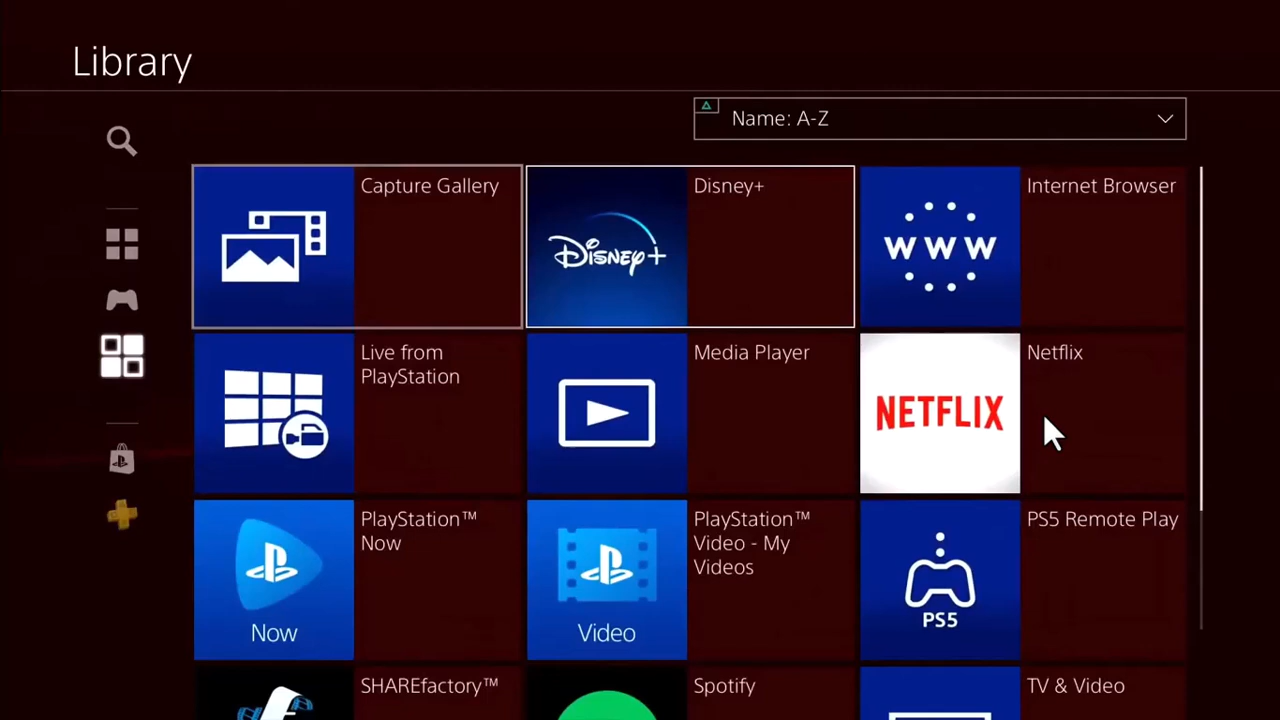 Library
Name: A-Z
Capture Gallery
Disney+
Disney+
WWW
Internet Browser
Live from
PlayStation
Media Player
NETFLIX
Netflix
Now
PlayStation™
Now
Video
PlayStation™
Video - My
Videos
PS5
PS5 Remote Play
SHAREfactory™
Spotify
TV & Video